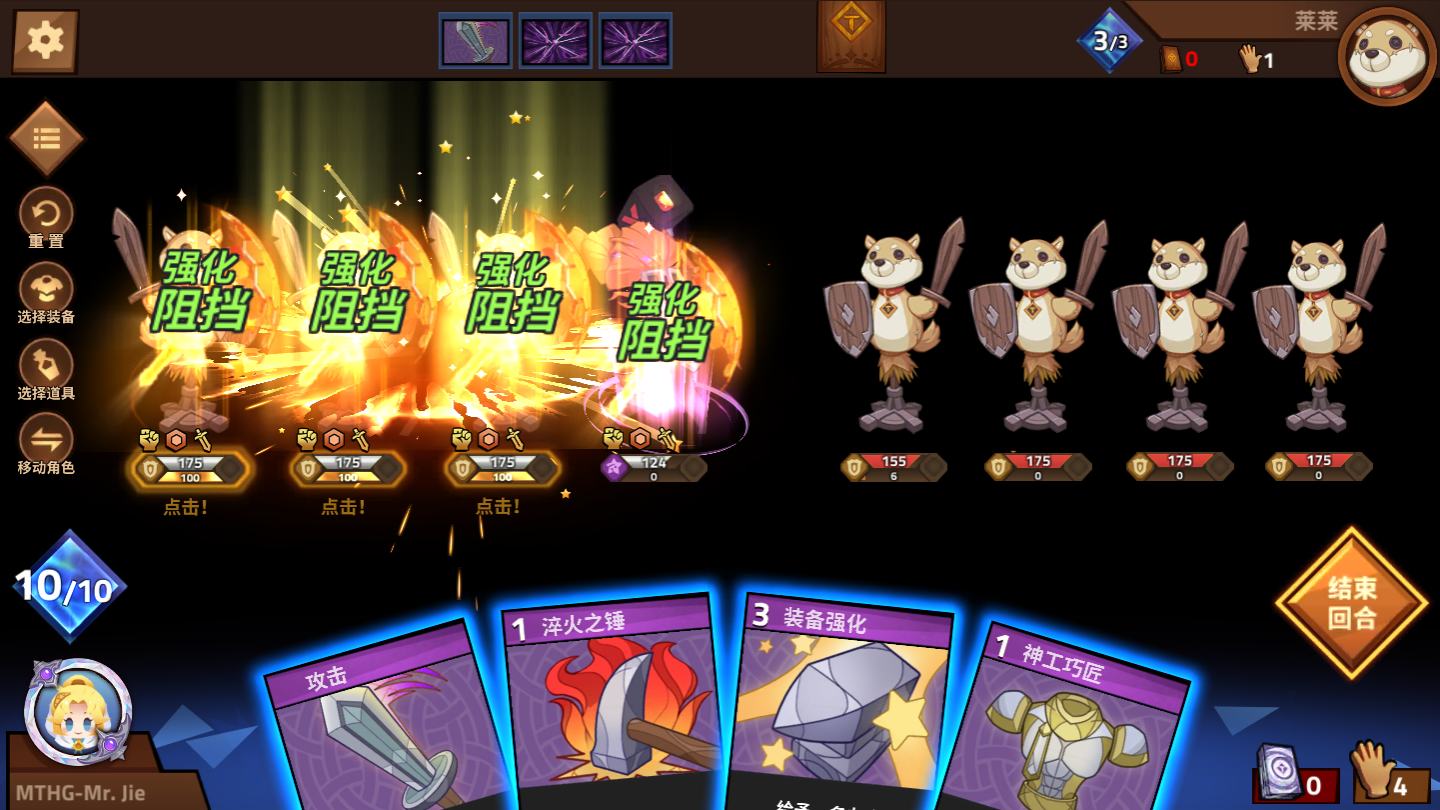 3/3
莱莱
0
1
重置
选择装备
选择道具
移动角色
强化
阻挡
强化
阻挡
强化
阻挡
强化
阻挡
175
100
175
100
175
100
124
0
155
6
175
0
175
0
175
0
点击!
点击!
点击!
10/10
结束
回合
攻击
1 淬火之锤
3 装备强化
1 神工巧匠
MTHG-Mr. Jie
0
4